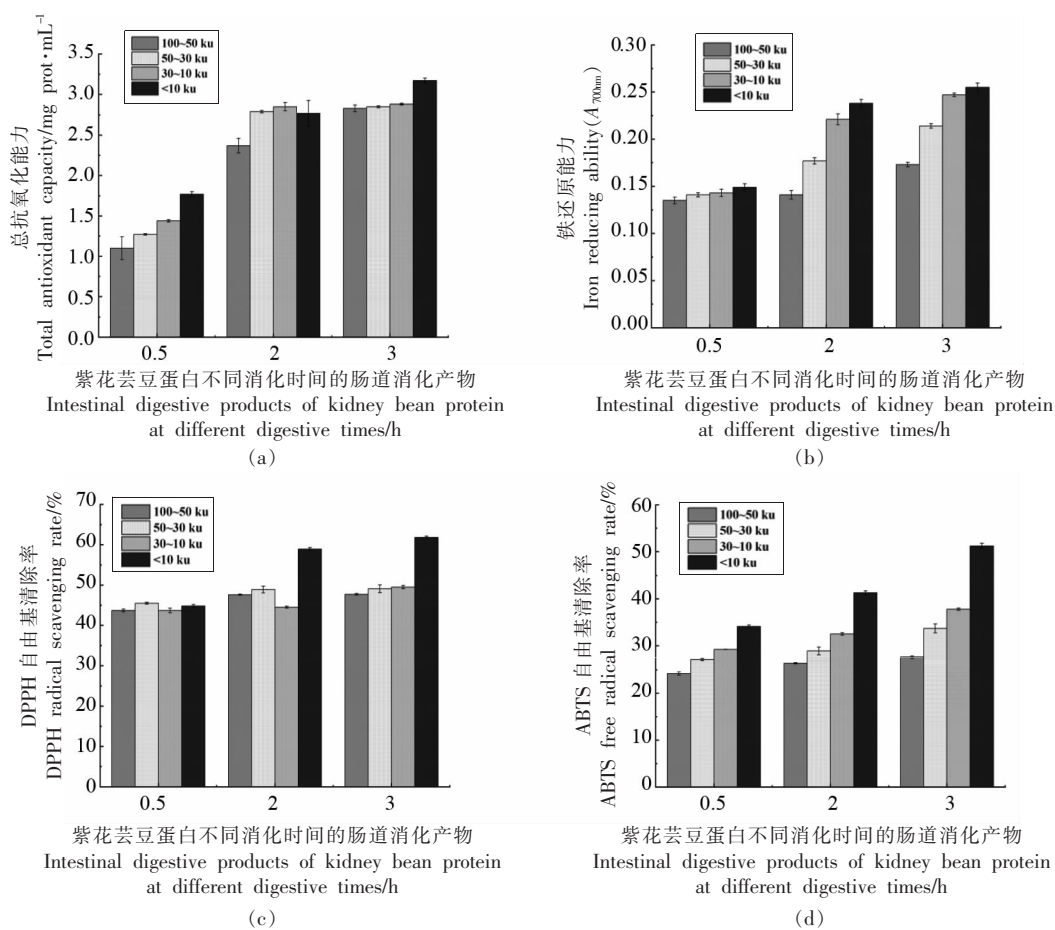 总抗氧化能力
Total antioxidant capacity/mg prot·mL⁻¹
100~50 ku
50~30 ku
30~10 ku
<10 ku
3.5
3.0
2.5
2.0
1.5
1.0
0.5
0.0
0.5 2 3
紫花芸豆蛋白不同消化时间的肠道消化产物
Intestinal digestive products of kidney bean protein
at different digestive times/h
(a)
铁还原能力
Iron reducing ability(A700nm)
100~50 ku
50~30 ku
30~10 ku
<10 ku
0.30
0.25
0.20
0.15
0.10
0.05
0.00
0.5 2 3
紫花芸豆蛋白不同消化时间的肠道消化产物
Intestinal digestive products of kidney bean protein
at different digestive times/h
(b)
DPPH 自由基清除率
DPPH radical scavenging rate/%
100~50 ku
50~30 ku
30~10 ku
<10 ku
70
60
50
40
30
20
10
0
0.5 2 3
紫花芸豆蛋白不同消化时间的肠道消化产物
Intestinal digestive products of kidney bean protein
at different digestive times/h
(c)
ABTS 自由基清除率
ABTS free radical scavenging rate/%
100~50 ku
50~30 ku
30~10 ku
<10 ku
60
50
40
30
20
10
0
0.5 2 3
紫花芸豆蛋白不同消化时间的肠道消化产物
Intestinal digestive products of kidney bean protein
at different digestive times/h
(d)